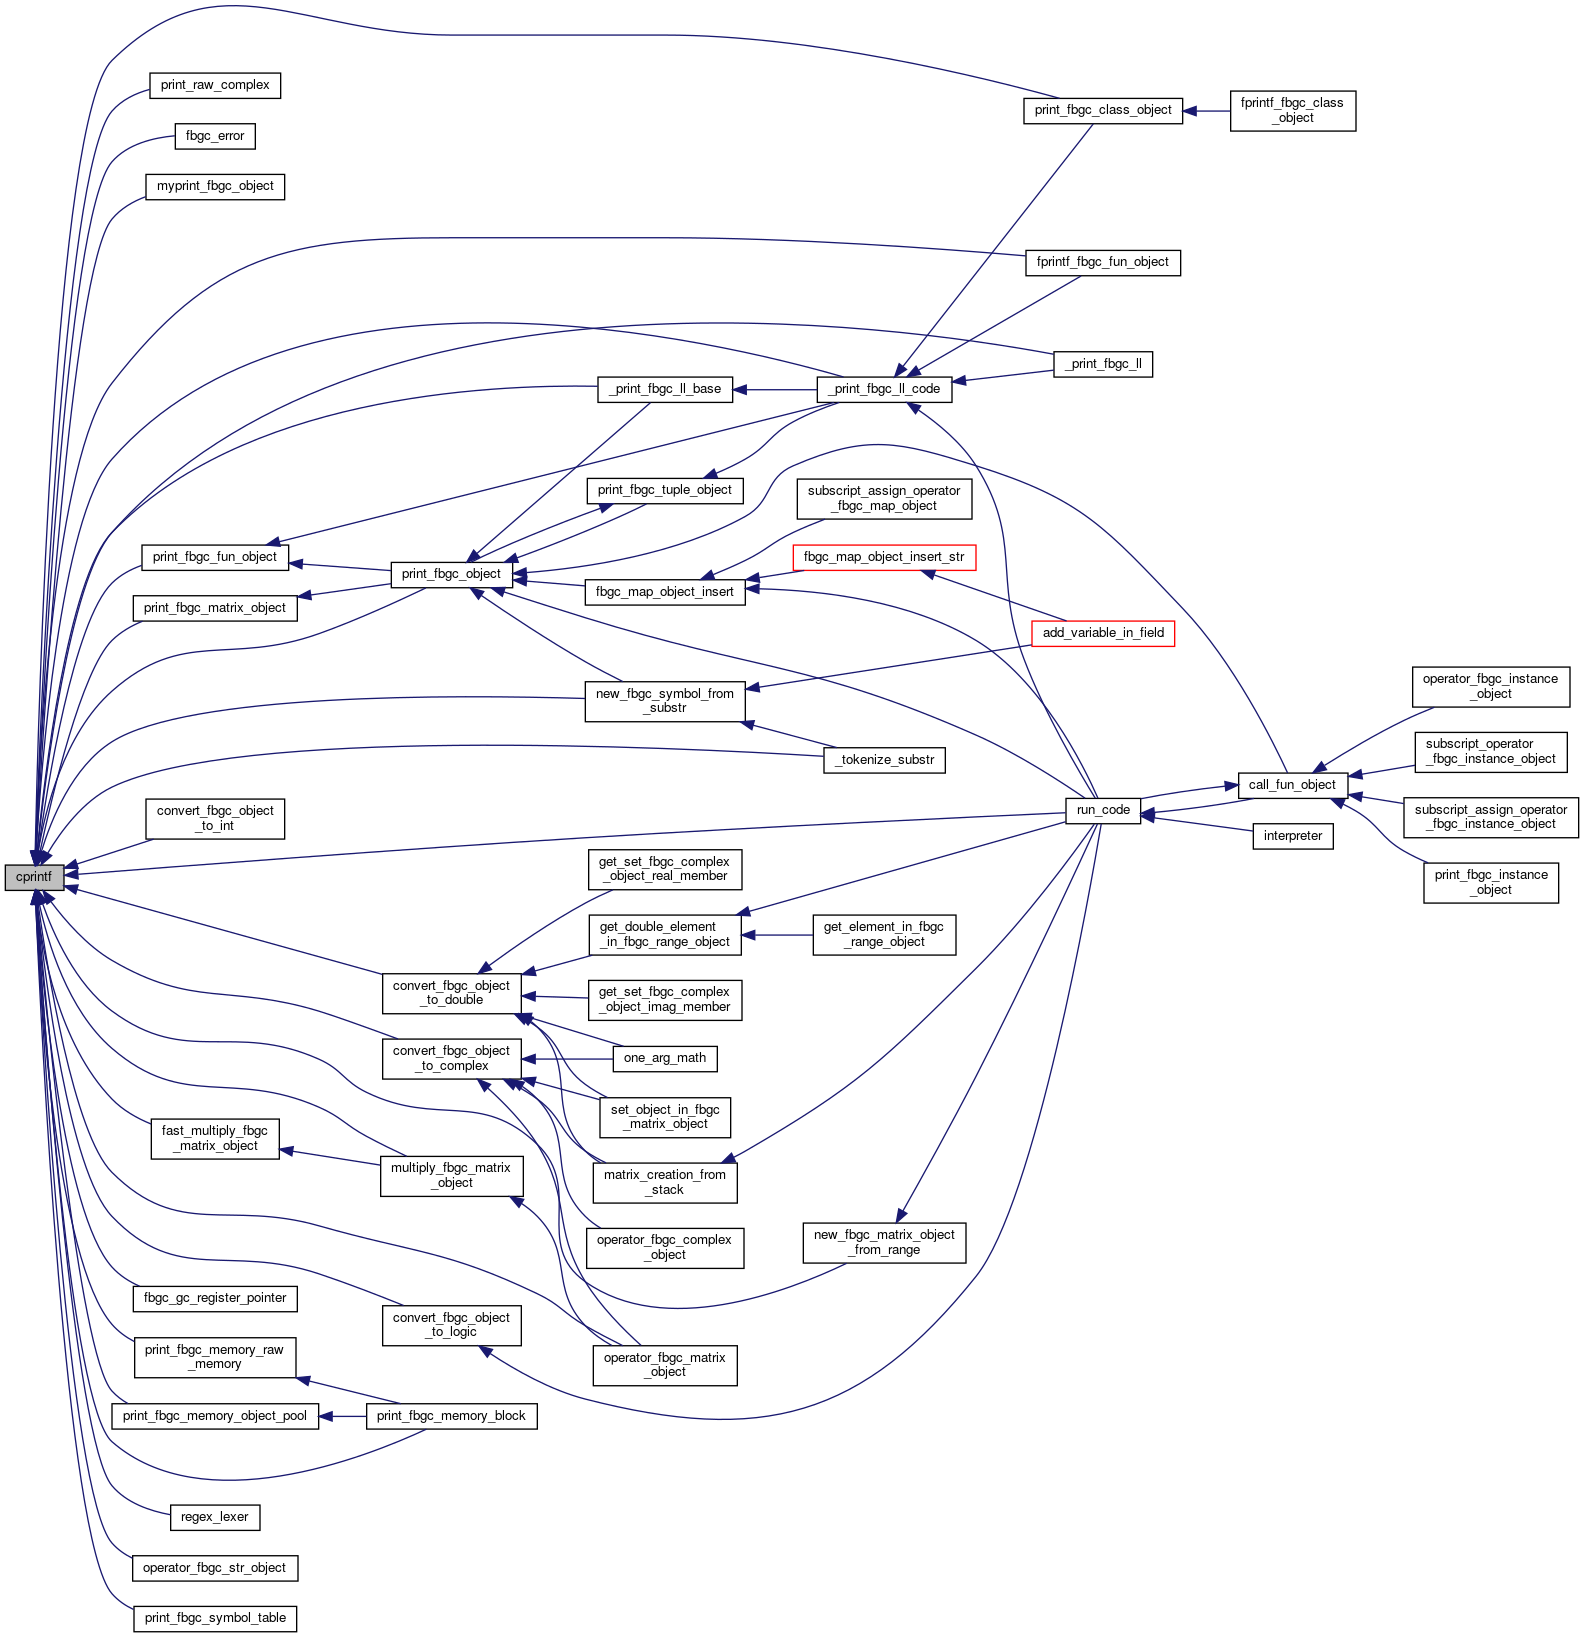 print_raw_complex
print_fbgc_class_object
fprintf_fbgc_class
_object
fbgc_error
myprint_fbgc_object
fprintf_fbgc_fun_object
_print_fbgc_ll
_print_fbgc_ll_base
_print_fbgc_ll_code
print_fbgc_tuple_object
subscript_assign_operator
_fbgc_map_object
print_fbgc_fun_object
fbgc_map_object_insert_str
print_fbgc_object
fbgc_map_object_insert
print_fbgc_matrix_object
add_variable_in_field
new_fbgc_symbol_from
_substr
operator_fbgc_instance
_object
_tokenize_substr
subscript_operator
_fbgc_instance_object
call_fun_object
convert_fbgc_object
_to_int
run_code
subscript_assign_operator
_fbgc_instance_object
interpreter
cprintf
get_set_fbgc_complex
_object_real_member
print_fbgc_instance
_object
get_double_element
_in_fbgc_range_object
get_element_in_fbgc
_range_object
convert_fbgc_object
_to_double
get_set_fbgc_complex
_object_imag_member
convert_fbgc_object
_to_complex
one_arg_math
set_object_in_fbgc
_matrix_object
fast_multiply_fbgc
_matrix_object
multiply_fbgc_matrix
_object
matrix_creation_from
_stack
operator_fbgc_complex
_object
new_fbgc_matrix_object
_from_range
fbgc_gc_register_pointer
convert_fbgc_object
_to_logic
print_fbgc_memory_raw
_memory
operator_fbgc_matrix
_object
print_fbgc_memory_object_pool
print_fbgc_memory_block
regex_lexer
operator_fbgc_str_object
print_fbgc_symbol_table